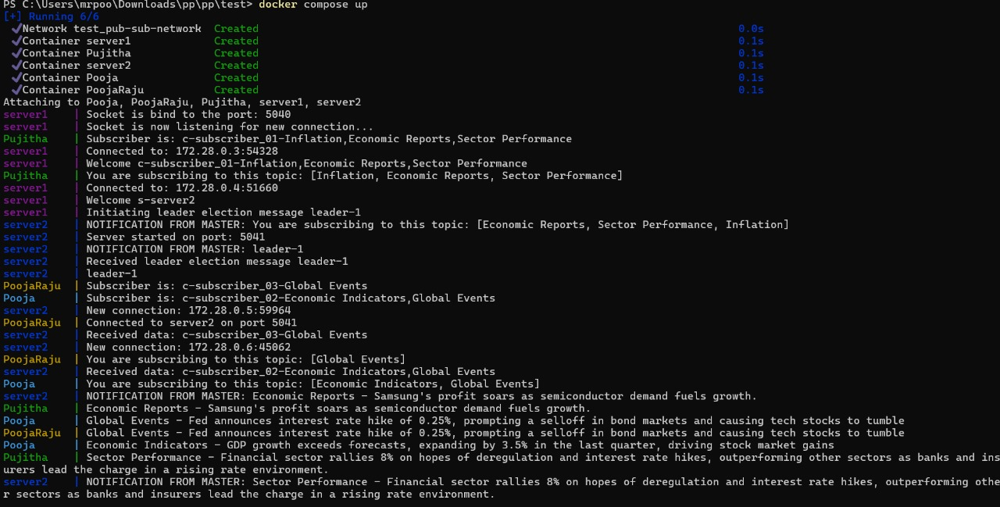 PS C:\Users\mrpoo\Downloads\pp\pp\test> docker compose up
[+] Running 6/6
✔Network test_pub-sub-network  Created 0.0s
✔Container server1 Created 0.1s
✔Container Pujitha Created 0.1s
✔Container server2 Created 0.1s
✔Container Pooja Created 0.1s
✔Container PoojaRaju Created 0.1s
Attaching to Pooja, PoojaRaju, Pujitha, server1, server2
server1    | Socket is bind to the port: 5040
server1    | Socket is now listening for new connection...
Pujitha    | Subscriber is: c-subscriber_01-Inflation,Economic Reports,Sector Performance
server1    | Connected to: 172.28.0.3:54328
server1    | Welcome c-subscriber_01-Inflation,Economic Reports,Sector Performance
Pujitha    | You are subscribing to this topic: [Inflation, Economic Reports, Sector Performance]
server1    | Connected to: 172.28.0.4:51660
server1    | Welcome s-server2
server1    | Initiating leader election message leader-1
server2    | NOTIFICATION FROM MASTER: You are subscribing to this topic: [Economic Reports, Sector Performance, Inflation]
server2    | Server started on port: 5041
server2    | NOTIFICATION FROM MASTER: leader-1
server2    | Received leader election message leader-1
server2    | leader-1
PoojaRaju  | Subscriber is: c-subscriber_03-Global Events
Pooja      | Subscriber is: c-subscriber_02-Economic Indicators,Global Events
server2    | New connection: 172.28.0.5:59964
PoojaRaju  | Connected to server2 on port 5041
server2    | Received data: c-subscriber_03-Global Events
server2    | New connection: 172.28.0.6:45062
PoojaRaju  | You are subscribing to this topic: [Global Events]
server2    | Received data: c-subscriber_02-Economic Indicators,Global Events
Pooja      | You are subscribing to this topic: [Economic Indicators, Global Events]
server2    | NOTIFICATION FROM MASTER: Economic Reports - Samsung's profit soars as semiconductor demand fuels growth.
Pujitha    | Economic Reports - Samsung's profit soars as semiconductor demand fuels growth.
Pooja      | Global Events - Fed announces interest rate hike of 0.25%, prompting a selloff in bond markets and causing tech stocks to tumble
PoojaRaju  | Global Events - Fed announces interest rate hike of 0.25%, prompting a selloff in bond markets and causing tech stocks to tumble
Pooja      | Economic Indicators - GDP growth exceeds forecasts, expanding by 3.5% in the last quarter, driving stock market gains
Pujitha    | Sector Performance - Financial sector rallies 8% on hopes of deregulation and interest rate hikes, outperforming other sectors as banks and ins
urers lead the charge in a rising rate environment.
server2    | NOTIFICATION FROM MASTER: Sector Performance - Financial sector rallies 8% on hopes of deregulation and interest rate hikes, outperforming othe
r sectors as banks and insurers lead the charge in a rising rate environment.